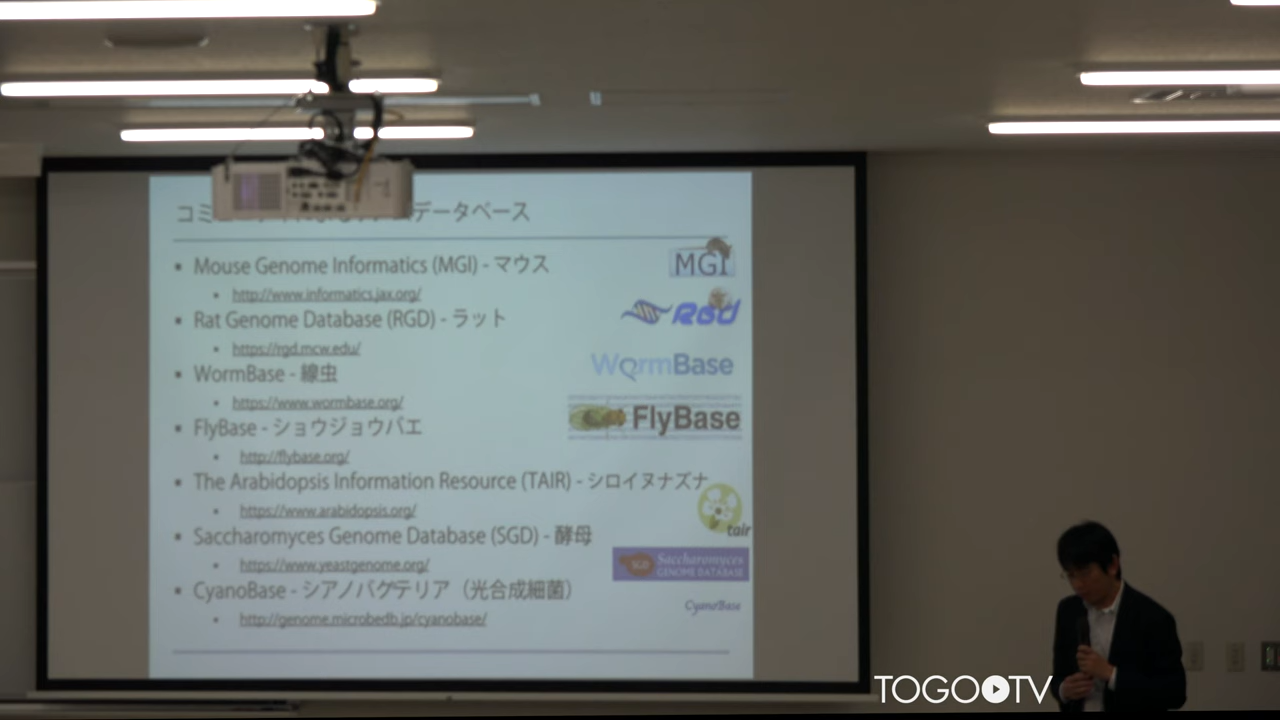 データベース
Mouse Genome Informatics (MGI) - マウス
http://www.informatics.jax.org/
Rat Genome Database (RGD) - ラット
https://rgd.mcw.edu/
WormBase - 線虫
https://www.wormbase.org/
FlyBase - ショウジョウバエ
http://flybase.org/
The Arabidopsis Information Resource (TAIR) - シロイヌナズナ
https://www.arabidopsis.org/
Saccharomyces Genome Database (SGD) - 酵母
https://www.yeastgenome.org/
CyanoBase - シアノバクテリア（光合成細菌）
http://genome.microbedb.jp/cyanobase/
MGI
RGD
WormBase
FlyBase
tair
SGD Saccharomyces
GENOME DATABASE
CyanoBase
TOGO TV